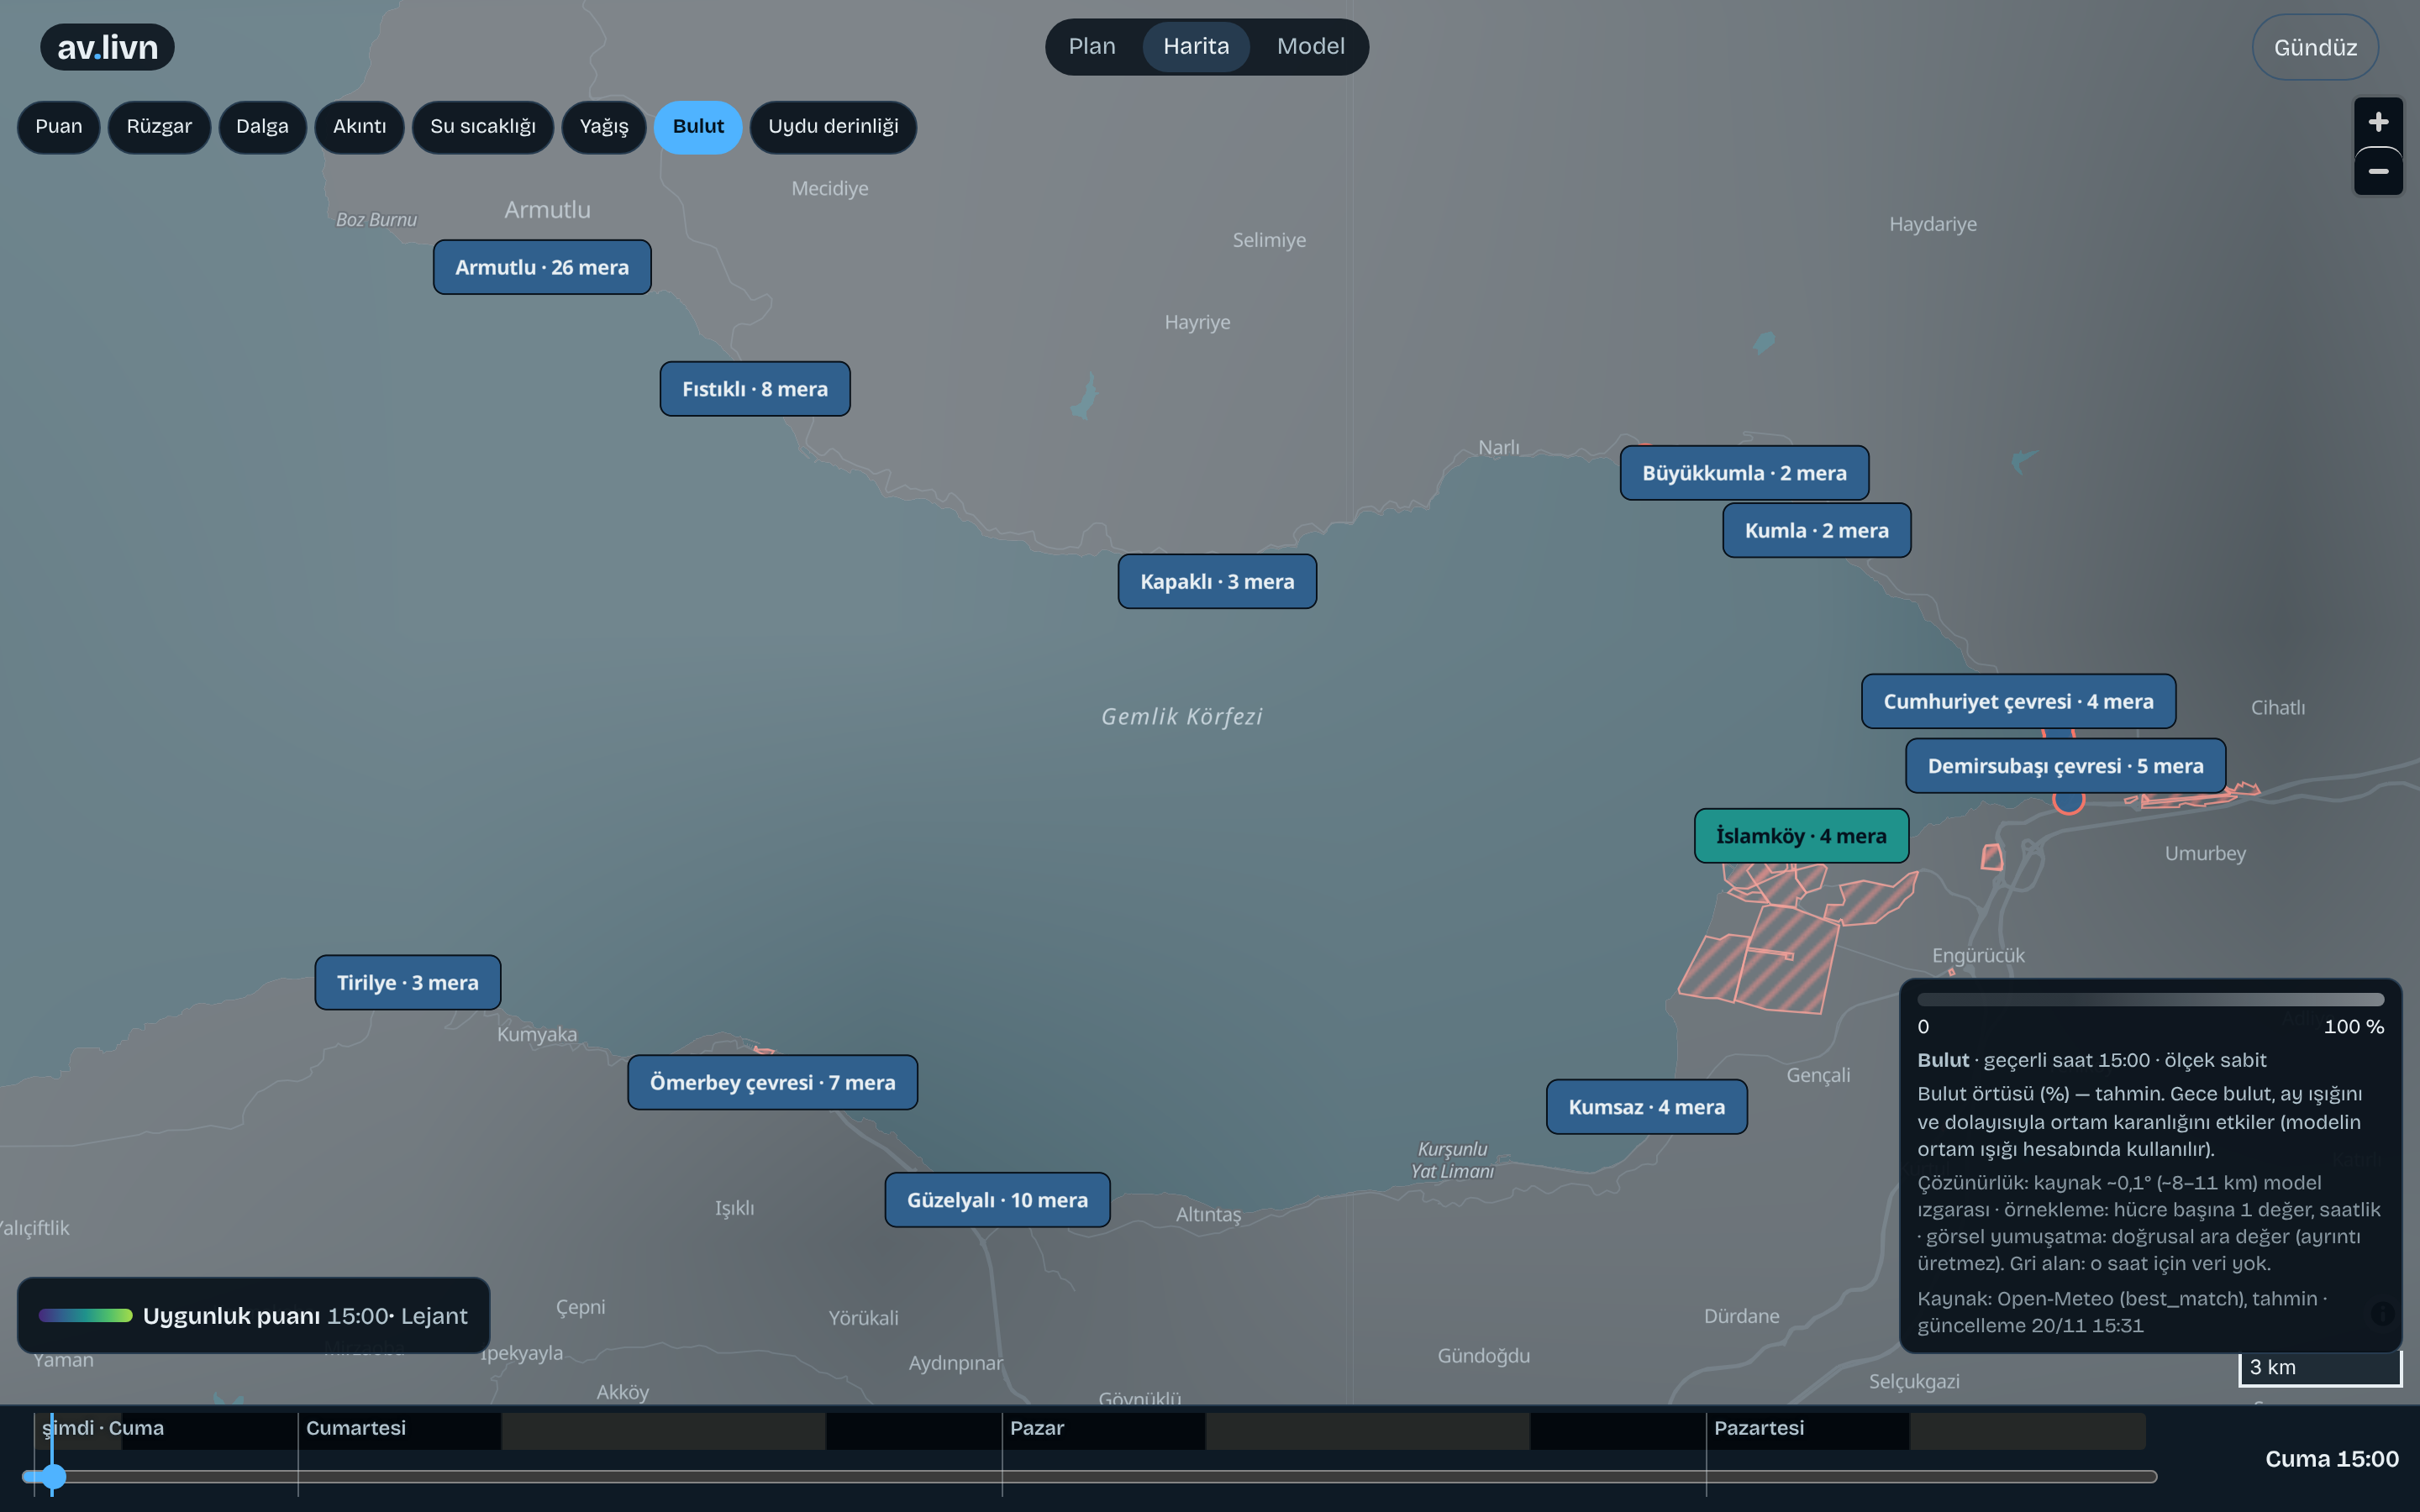 av.livn
Plan
Harita
Model
Gündüz
Puan
Rüzgar
Dalga
Akıntı
Su sıcaklığı
Yağış
Bulut
Uydu derinliği
+
−
Mecidiye
Armutlu
Boz Burnu
Selimiye
Haydariye
Armutlu · 26 mera
Hayriye
Fıstıklı · 8 mera
Narlı
Büyükkumla · 2 mera
Kumla · 2 mera
Kapaklı · 3 mera
Gemlik Körfezi
Cumhuriyet çevresi · 4 mera
Cihatlı
Demirsubaşı çevresi · 5 mera
İslamköy · 4 mera
Umurbey
Engürücük
Tirilye · 3 mera
Kumyaka
Ömerbey çevresi · 7 mera
Gençali
Kumsaz · 4 mera
Kurşunlu
Yat Limanı
Güzelyalı · 10 mera
Işıklı
Altıntaş
Yalıçiftlik
Çepni
Yörükali
Dürdane
Yaman
İpekyayla
Aydınpınar
Gündoğdu
Akköy
Göynüklü
Selçukgazi
0
100 %
Bulut · geçerli saat 15:00 · ölçek sabit
Bulut örtüsü (%) — tahmin. Gece bulut, ay ışığını
ve dolayısıyla ortam karanlığını etkiler (modelin
ortam ışığı hesabında kullanılır).
Çözünürlük: kaynak ~0,1° (~8–11 km) model
ızgarası · örnekleme: hücre başına 1 değer, saatlik
· görsel yumuşatma: doğrusal ara değer (ayrıntı
üretmez). Gri alan: o saat için veri yok.
Kaynak: Open-Meteo (best_match), tahmin ·
güncelleme 20/11 15:31
3 km
Uygunluk puanı 15:00• Lejant
şimdi · Cuma
Cumartesi
Pazar
Pazartesi
Cuma 15:00